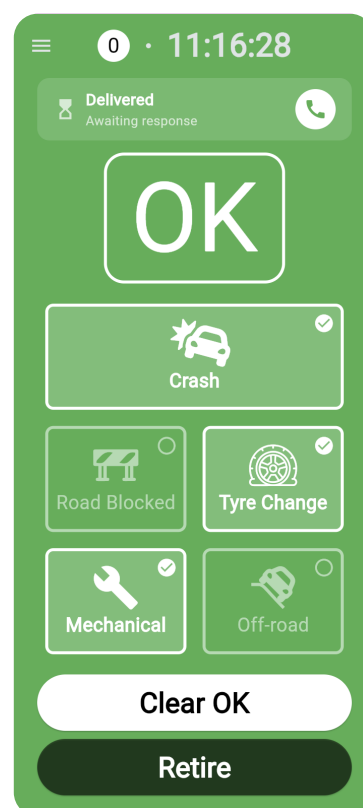 0 · 11:16:28
Delivered
Awaiting response
OK
Crash
Road Blocked
Tyre Change
Mechanical
Off-road
Clear OK
Retire